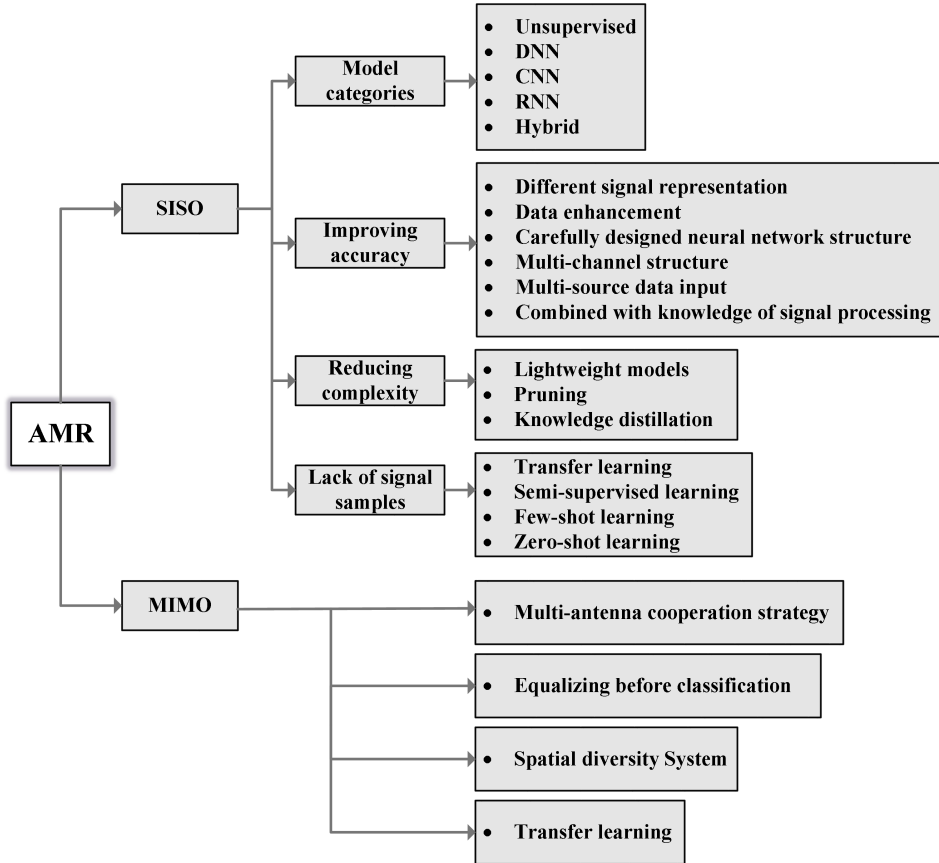 AMR
SISO
Model
categories
• Unsupervised
• DNN
• CNN
• RNN
• Hybrid
Improving
accuracy
• Different signal representation
• Data enhancement
• Carefully designed neural network structure
• Multi-channel structure
• Multi-source data input
• Combined with knowledge of signal processing
Reducing
complexity
• Lightweight models
• Pruning
• Knowledge distillation
Lack of signal
samples
• Transfer learning
• Semi-supervised learning
• Few-shot learning
• Zero-shot learning
MIMO
• Multi-antenna cooperation strategy
• Equalizing before classification
• Spatial diversity System
• Transfer learning